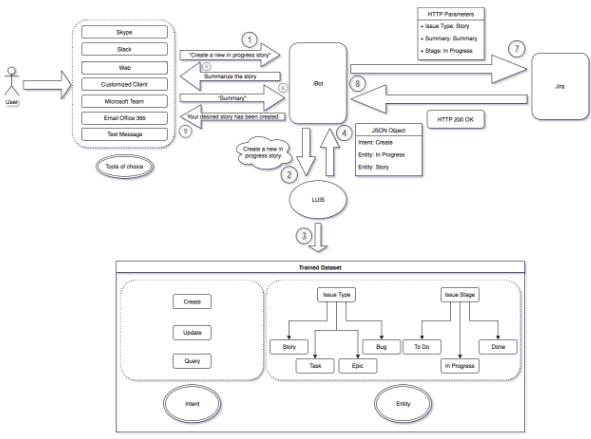 User
Skype
Slack
Web
Customized Client
Microsoft Team
Email Office 365
Text Message
Tools of choice
1
"Create a new in progress story"
5
Summarize the story
6
"Summary"
Your desired story has been created
9
iBot
HTTP Parameters
+ Issue Type: Story
+ Summary: Summary
+ Stage: In Progress
7
8
Jira
HTTP 200 OK
Create a new in
progress story
2
4
JSON Object
Intent: Create
Entity: In Progress
Entity: Story
LUIS
3
Trained Dataset
Create
Update
Query
Intent
Issue Type
Story
Task
Epic
Bug
Issue Stage
To Do
In Progress
Done
Entity